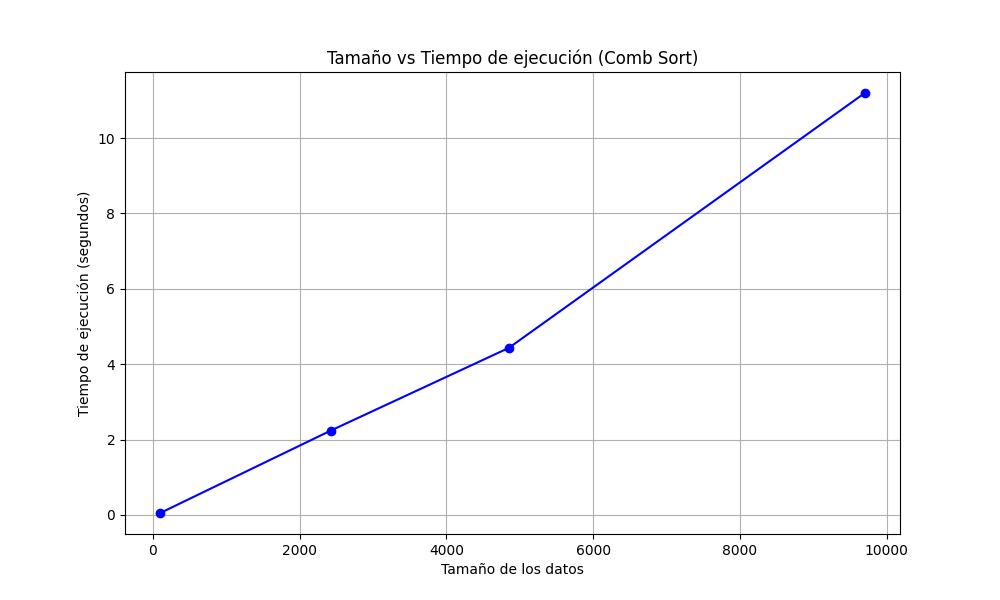 Tamaño vs Tiempo de ejecución (Comb Sort)
Tiempo de ejecución (segundos)
10
8
6
4
2
0
0 2000 4000 6000 8000 10000
Tamaño de los datos